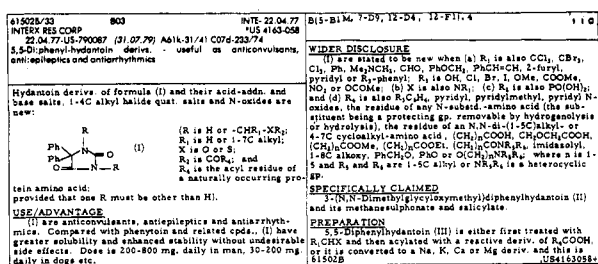 61502B/33 B03 INTE- 22.04.77
INTERX RES CORP *US 4163-058
22.04.77-US-790087 (31.07.79) A61k-31/41 C07d-233/74
5,5-Di:phenyl-hydantoin derivs. - useful as anticonvulsants,
anti:epileptics and antiarrhythmics
Hydantoin derivs. of formula (I) and their acid-addn. and
base salts, 1-4C alkyl halide quat. salts and N-oxides are
new:
R
Ph
Ph
N
O
O
N
R
(I)
(R is H or -CHR₁-XR₂;
R₁ is H or 1-7C alkyl;
X is O or S;
R₂ is COR₄; and
R₄ is the acyl residue of
a naturally occurring pro-
tein amino acid;
provided that one R must be other than H).
USE/ADVANTAGE
(I) are anticonvulsants, antiepileptics and antiarrhyth-
mics. Compared with phenytoin and related cpds., (I) have
greater solubility and enhanced stability without undesirable
side effects. Dose is 200-800 mg. daily in man, 30-200 mg.
daily in dogs etc.
B(5-B1M, 7-D9, 12-D4, 12-F1). 4 110
WIDER DISCLOSURE
(I) are stated to be new when (a) R₁ is also CCl₃, CBr₃,
Cl₃, Ph, Me₂NCH₂, CHO, PhOCH₂, PhCH=CH, 2-furyl,
pyridyl or R₃-phenyl; R₃ is OH, Cl, Br, I, OMe, COOMe,
NO₂ or OCOMe; (b) X is also NR₁; (c) R₂ is also PO(OH)₂;
and (d) R₄ is also R₃C₆H₄, pyridyl, pyridylmethyl, pyridyl N-
oxides, the residue of any N-substd.-amino acid (the sub-
stituent being a protecting gp. removable by hydrogenolysis
or hydrolysis), the residue of an N,N-di-(1-5C)alkyl- or
4-7C cycloalkyl-amino acid, (CH₂)nCOOH, CH₂OCH₂COOH,
(CH₂)nCOOMe, (CH₂)nCOOEt, (CH₂)nCONR₅R₆, imidazolyl,
1-8C alkoxy, PhCH₂O, PhO or O(CH₂)nNR₅R₆; where n is 1-
5 and R₅ and R₆ are 1-5C alkyl or NR₅R₆ is a heterocyclic
gp.
SPECIFICALLY CLAIMED
3-(N,N-Dimethylglycyloxymethyl)diphenylhydantoin (II)
and its methasulphonate and salicylate.
PREPARATION
5,5-Diphenylhydantoin (III) is either first treated with
R₁CHX and then acylated with a reactive deriv. of R₄COOH,
or it is converted to a Na, K, Ca or Mg deriv. and this is
61502B .US4163058+